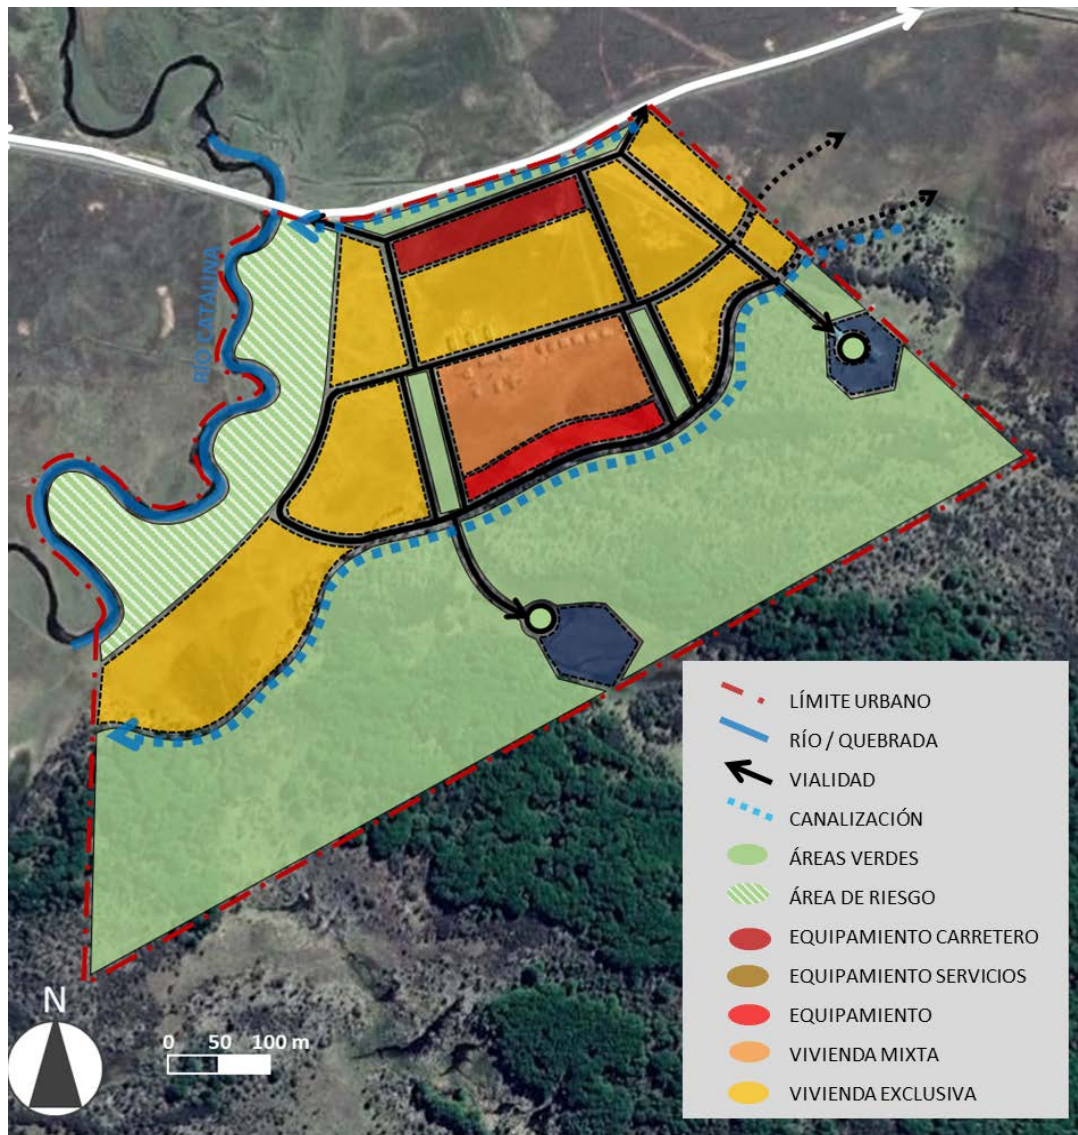 RÍO CATALINA
LÍMITE URBANO
RÍO / QUEBRADA
VIALIDAD
CANALIZACIÓN
ÁREAS VERDES
ÁREA DE RIESGO
EQUIPAMIENTO CARRETERO
EQUIPAMIENTO SERVICIOS
EQUIPAMIENTO
VIVIENDA MIXTA
VIVIENDA EXCLUSIVA
N
0 50 100 m